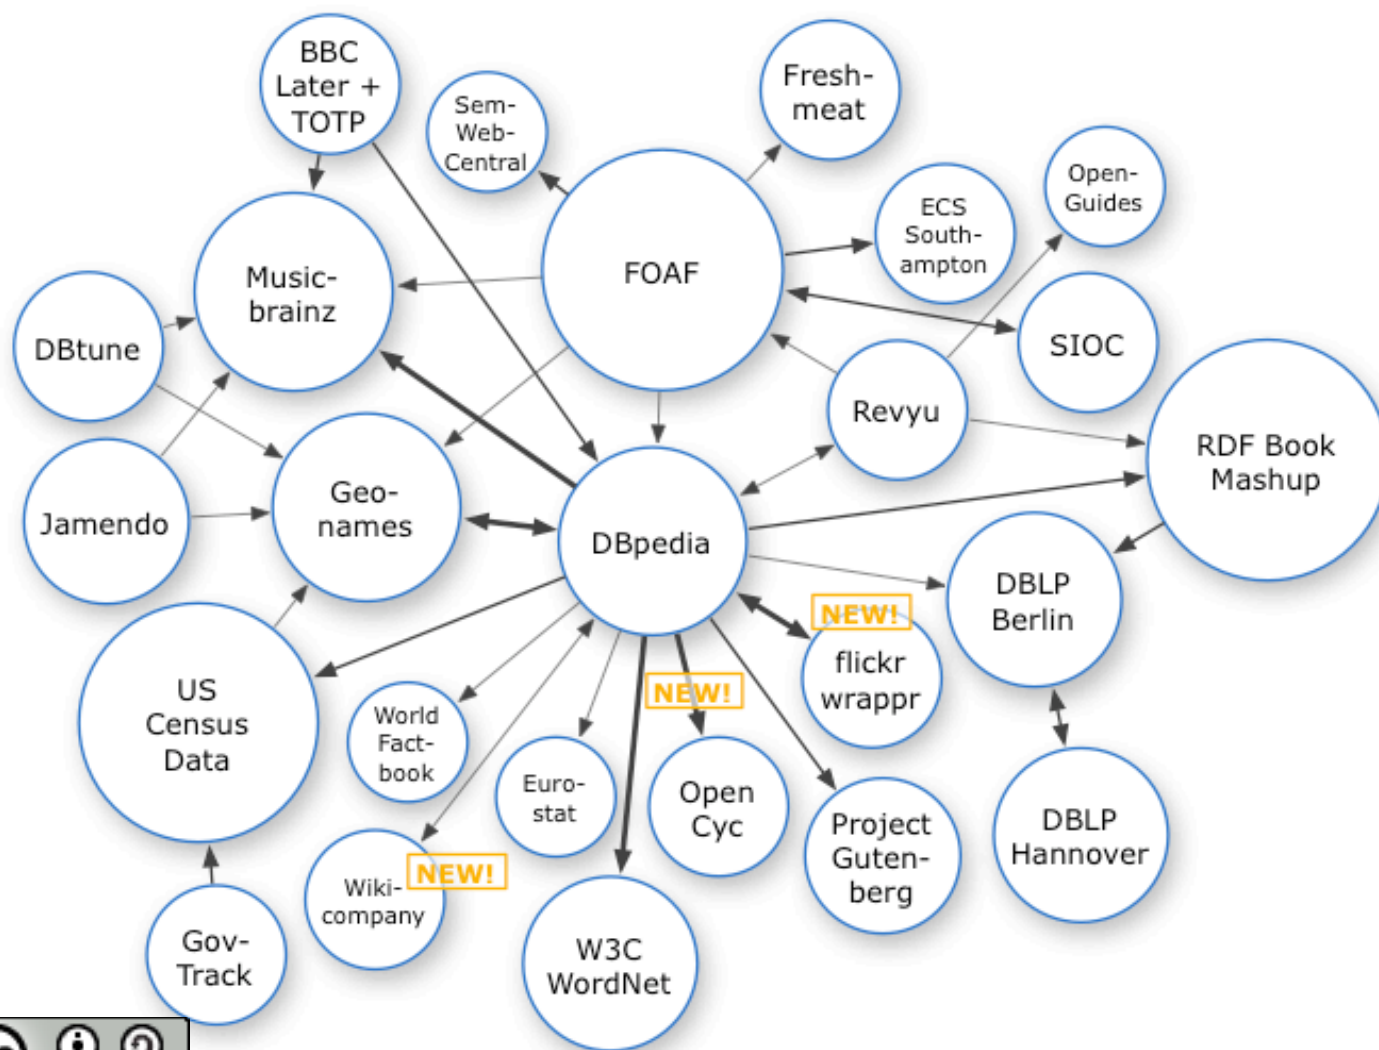 BBC
Later +
TOTP
Sem-
Web-
Central
Fresh-
meat
Open-
Guides
ECS
South-
ampton
FOAF
Music-
brainz
DBtune
SIOC
Revyu
RDF Book
Mashup
Geo-
names
Jamendo
DBpedia
DBLP
Berlin
NEW!
flickr
wrappr
NEW!
US
Census
Data
World
Fact-
book
Euro-
stat
Open
Cyc
Project
Guten-
berg
DBLP
Hannover
NEW!
Wiki-
company
W3C
WordNet
Gov-
Track